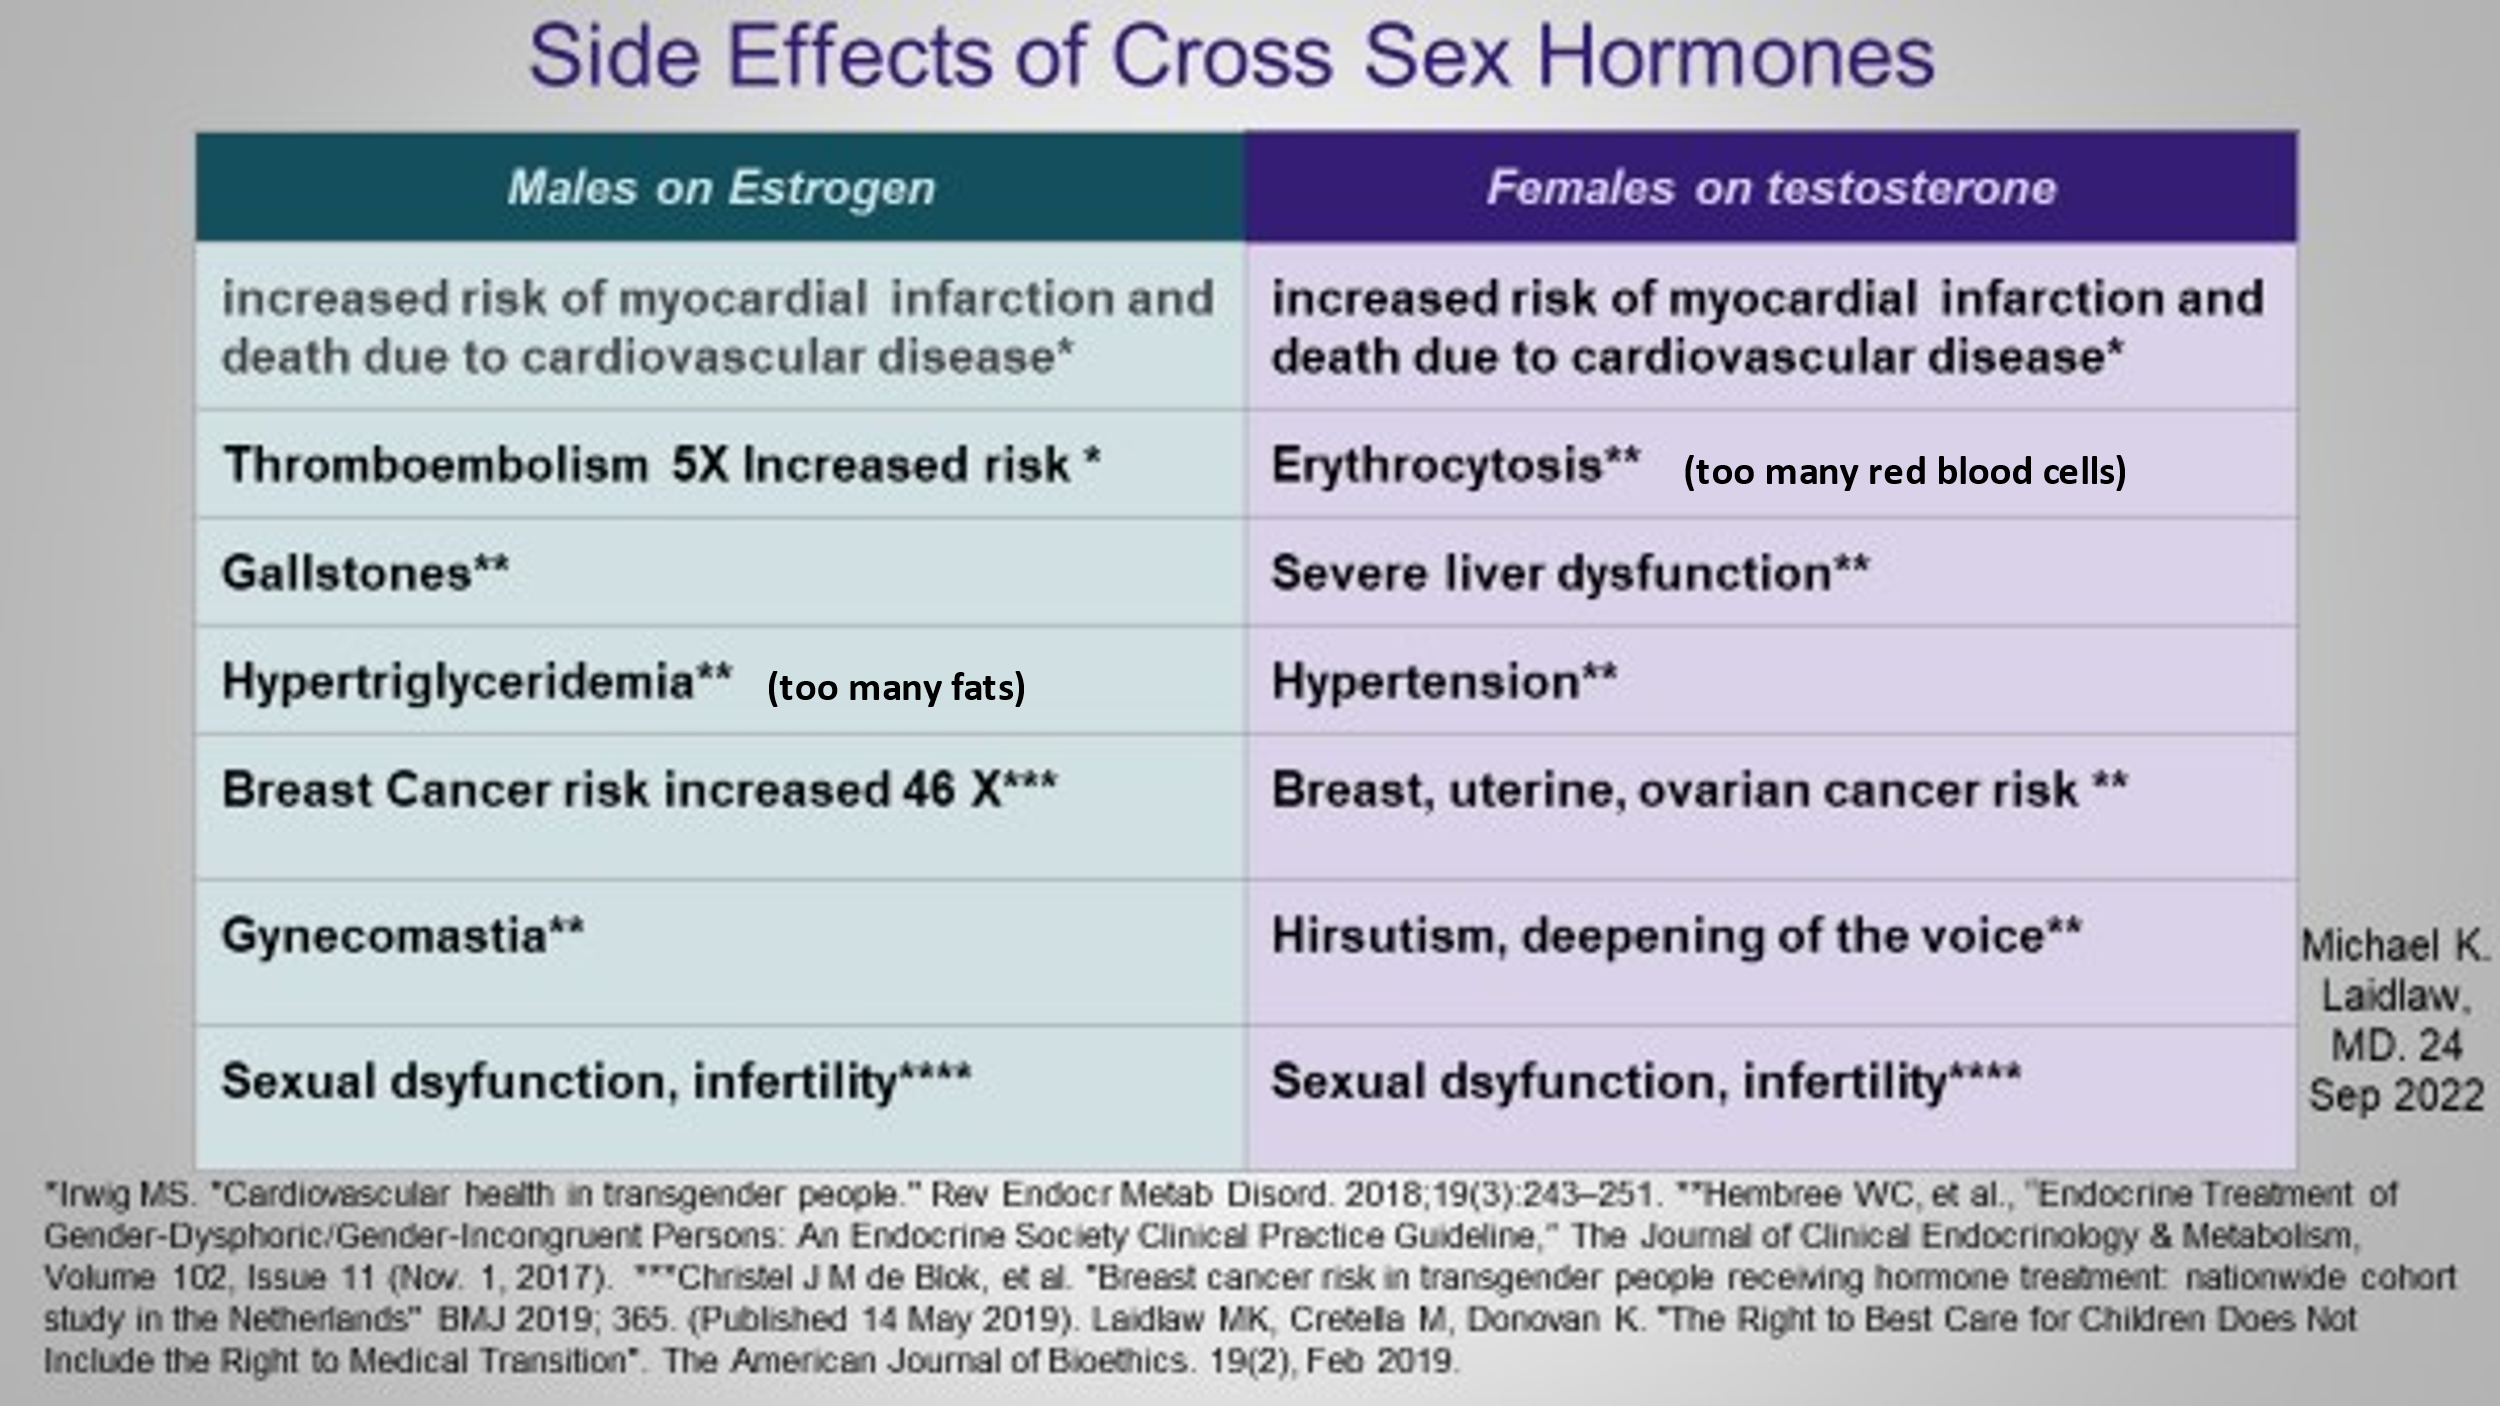 Side Effects of Cross Sex Hormones
Males on Estrogen
Females on testosterone
increased risk of myocardial infarction and
death due to cardiovascular disease*
increased risk of myocardial infarction and
death due to cardiovascular disease*
Thromboembolism 5X Increased risk *
Erythrocytosis** (too many red blood cells)
Gallstones**
Severe liver dysfunction**
Hypertriglyceridemia** (too many fats)
Hypertension**
Breast Cancer risk increased 46 X***
Breast, uterine, ovarian cancer risk **
Gynecomastia**
Hirsutism, deepening of the voice**
Sexual dsyfunction, infertility****
Sexual dsyfunction, infertility****
Michael K.
Laidlaw,
MD. 24
Sep 2022
*Irwig MS. "Cardiovascular health in transgender people." Rev Endocr Metab Disord. 2018;19(3):243–251. **Hembree WC, et al., "Endocrine Treatment of
Gender-Dysphoric/Gender-Incongruent Persons: An Endocrine Society Clinical Practice Guideline," The Journal of Clinical Endocrinology & Metabolism,
Volume 102, Issue 11 (Nov. 1, 2017). ***Christel J M de Blok, et al. "Breast cancer risk in transgender people receiving hormone treatment: nationwide cohort
study in the Netherlands" BMJ 2019; 365. (Published 14 May 2019). Laidlaw MK, Cretella M, Donovan K. "The Right to Best Care for Children Does Not
Include the Right to Medical Transition". The American Journal of Bioethics. 19(2), Feb 2019.